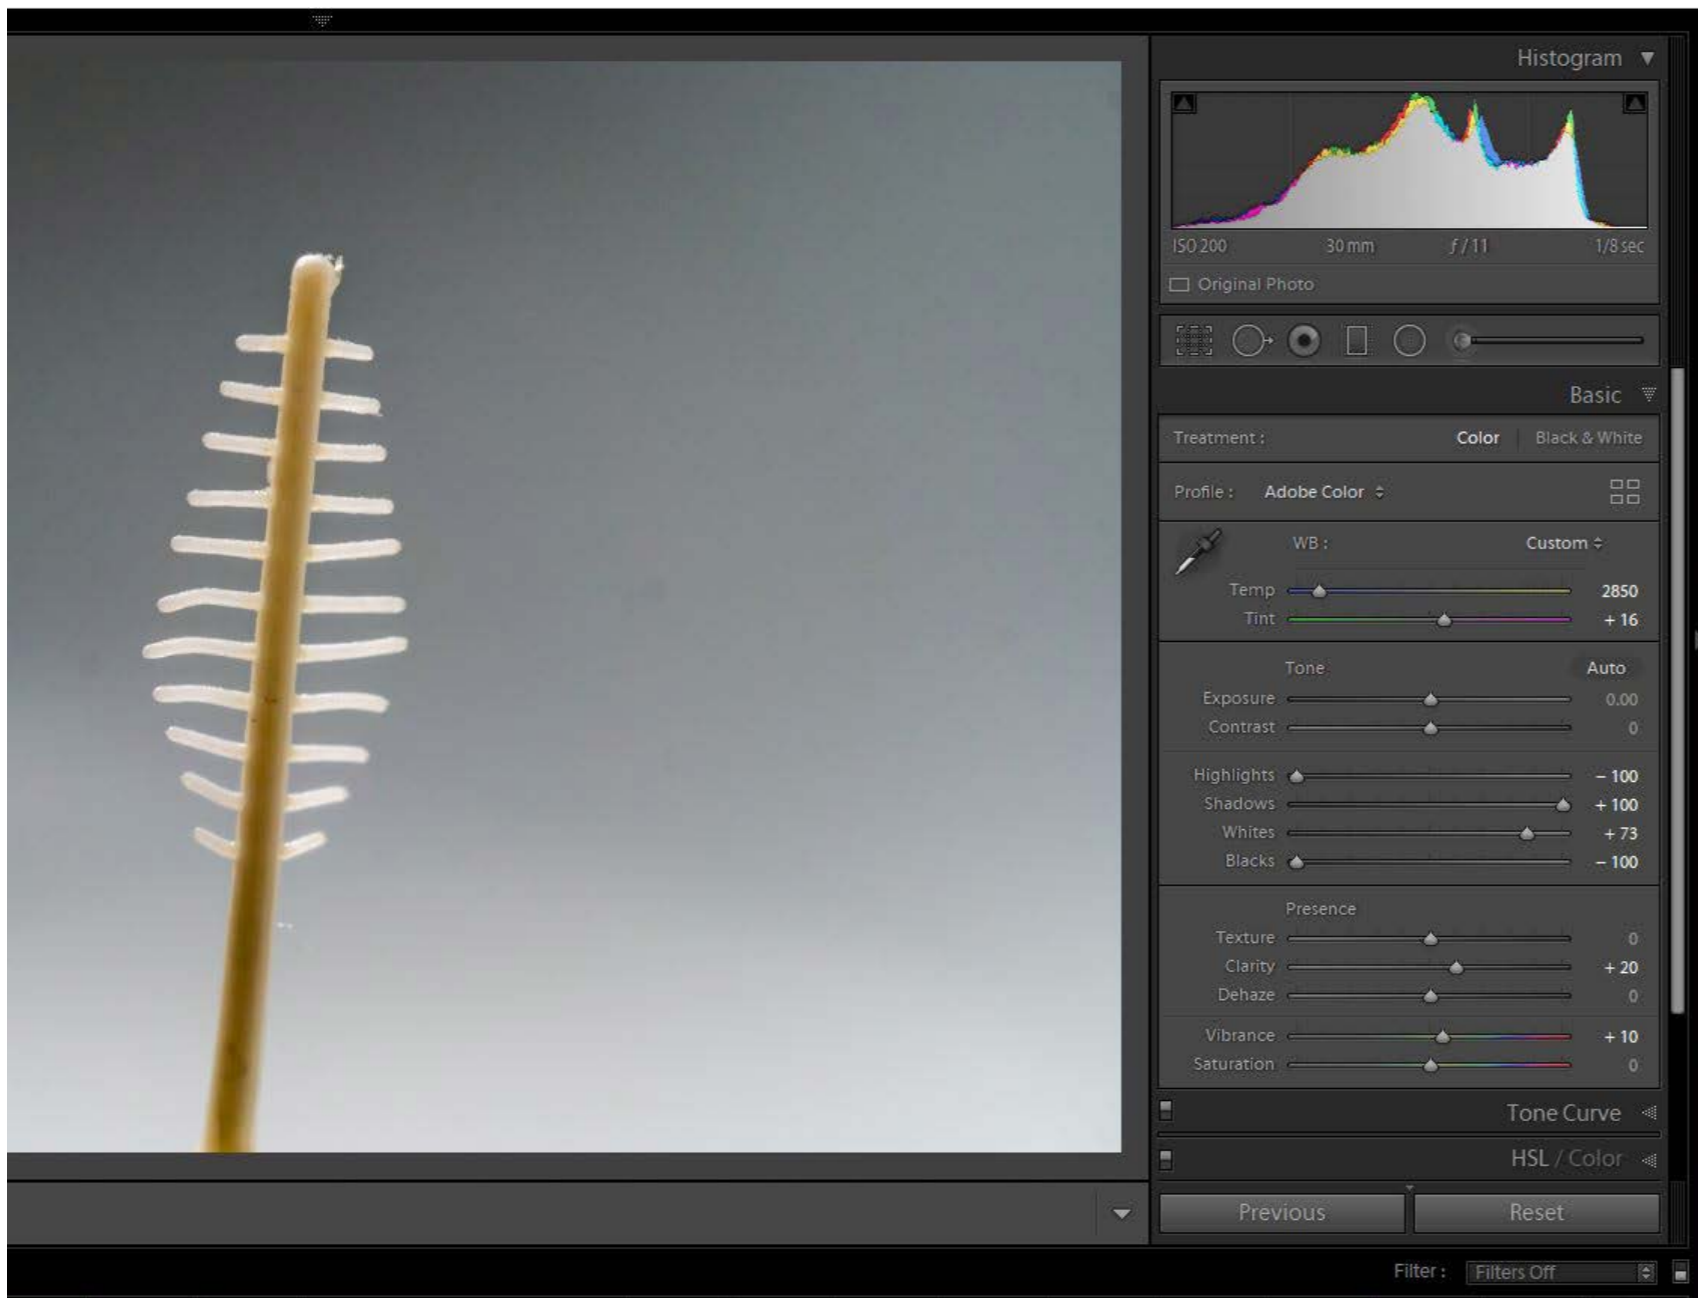 Histogram
ISO 200 30 mm ƒ / 11 1/8 sec
Original Photo
Basic
Treatment : Color Black & White
Profile : Adobe Color
WB : Custom
Temp 2850
Tint + 16
Tone Auto
Exposure 0.00
Contrast 0
Highlights – 100
Shadows + 100
Whites + 73
Blacks – 100
Presence
Texture 0
Clarity + 20
Dehaze 0
Vibrance + 10
Saturation 0
Tone Curve
HSL / Color
Previous Reset
Filter : Filters Off